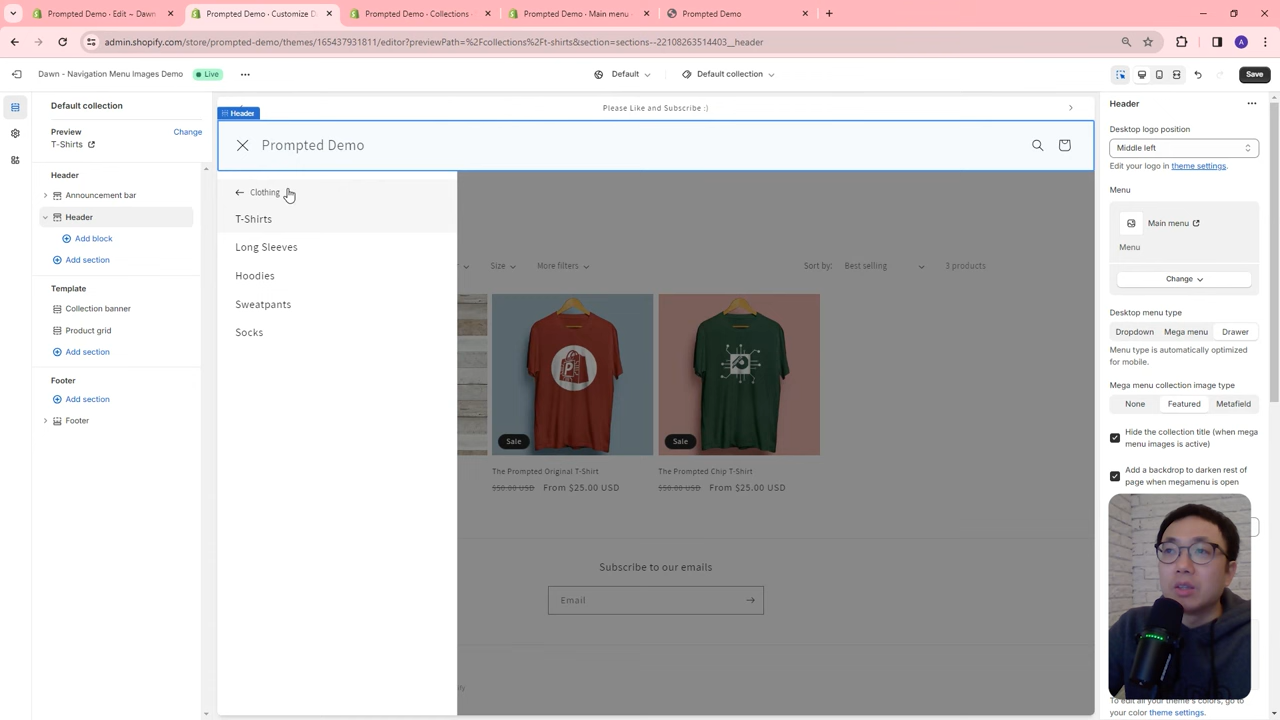 Prompted Demo - Edit ~ Dawn
Prompted Demo - Customize D
Prompted Demo - Collections -
Prompted Demo - Main menu -
Prompted Demo
admin.shopify.com/store/prompted-demo/themes/165437931811/editor?previewPath=%2Fcollections%2Ft-shirts&section=sections--22108263514403__header
Dawn - Navigation Menu Images Demo
Live
Default
Default collection
Save
Default collection
Preview
Change
T-Shirts
Header
Announcement bar
Header
Add block
Add section
Template
Collection banner
Product grid
Add section
Footer
Add section
Footer
Please Like and Subscribe :)
Header
Prompted Demo
Clothing
T-Shirts
Long Sleeves
Hoodies
Sweatpants
Socks
Size
More filters
Sort by:
Best selling
3 products
Sale
Sale
The Prompted Original T-Shirt
$50.00 USD From $25.00 USD
The Prompted Chip T-Shirt
$50.00 USD From $25.00 USD
Subscribe to our emails
Email
Header
Desktop logo position
Middle left
Edit your logo in theme settings.
Menu
Main menu
Menu
Change
Desktop menu type
Dropdown
Mega menu
Drawer
Menu type is automatically optimized
for mobile.
Mega menu collection image type
None
Featured
Metafield
Hide the collection title (when mega
menu images is active)
Add a backdrop to darken rest of
page when megamenu is open
To edit all your theme's colors, go to
your color theme settings.